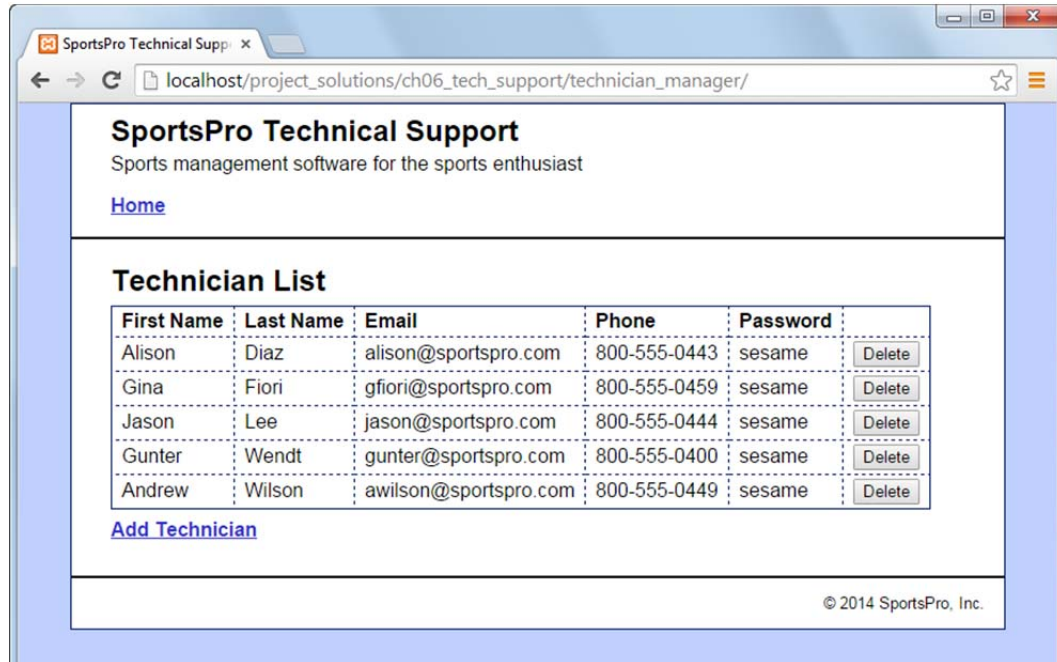 SportsPro Technical Supp
localhost/project_solutions/ch06_tech_support/technician_manager/
SportsPro Technical Support
Sports management software for the sports enthusiast
Home
Technician List
First Name Last Name Email Phone Password
Alison Diaz alison@sportspro.com 800-555-0443 sesame Delete
Gina Fiori gfiori@sportspro.com 800-555-0459 sesame Delete
Jason Lee jason@sportspro.com 800-555-0444 sesame Delete
Gunter Wendt gunter@sportspro.com 800-555-0400 sesame Delete
Andrew Wilson awilson@sportspro.com 800-555-0449 sesame Delete
Add Technician
© 2014 SportsPro, Inc.